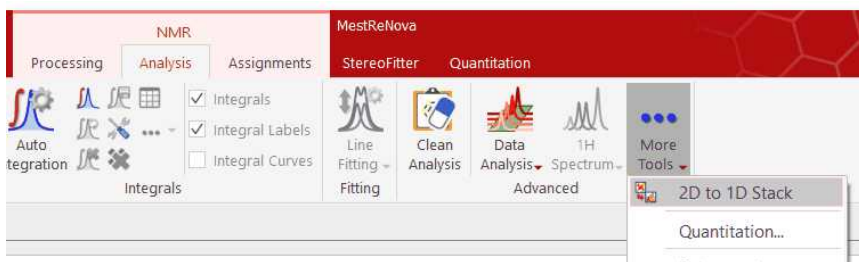 NMR
MestReNova
Processing
Analysis
Assignments
StereoFitter
Quantitation
Integrals
Integral Labels
Integral Curves
Auto
tegration
Integrals
Line
Fitting
Fitting
Clean
Analysis
Data
Analysis
1H
Spectrum
Advanced
More
Tools
2D to 1D Stack
Quantitation...